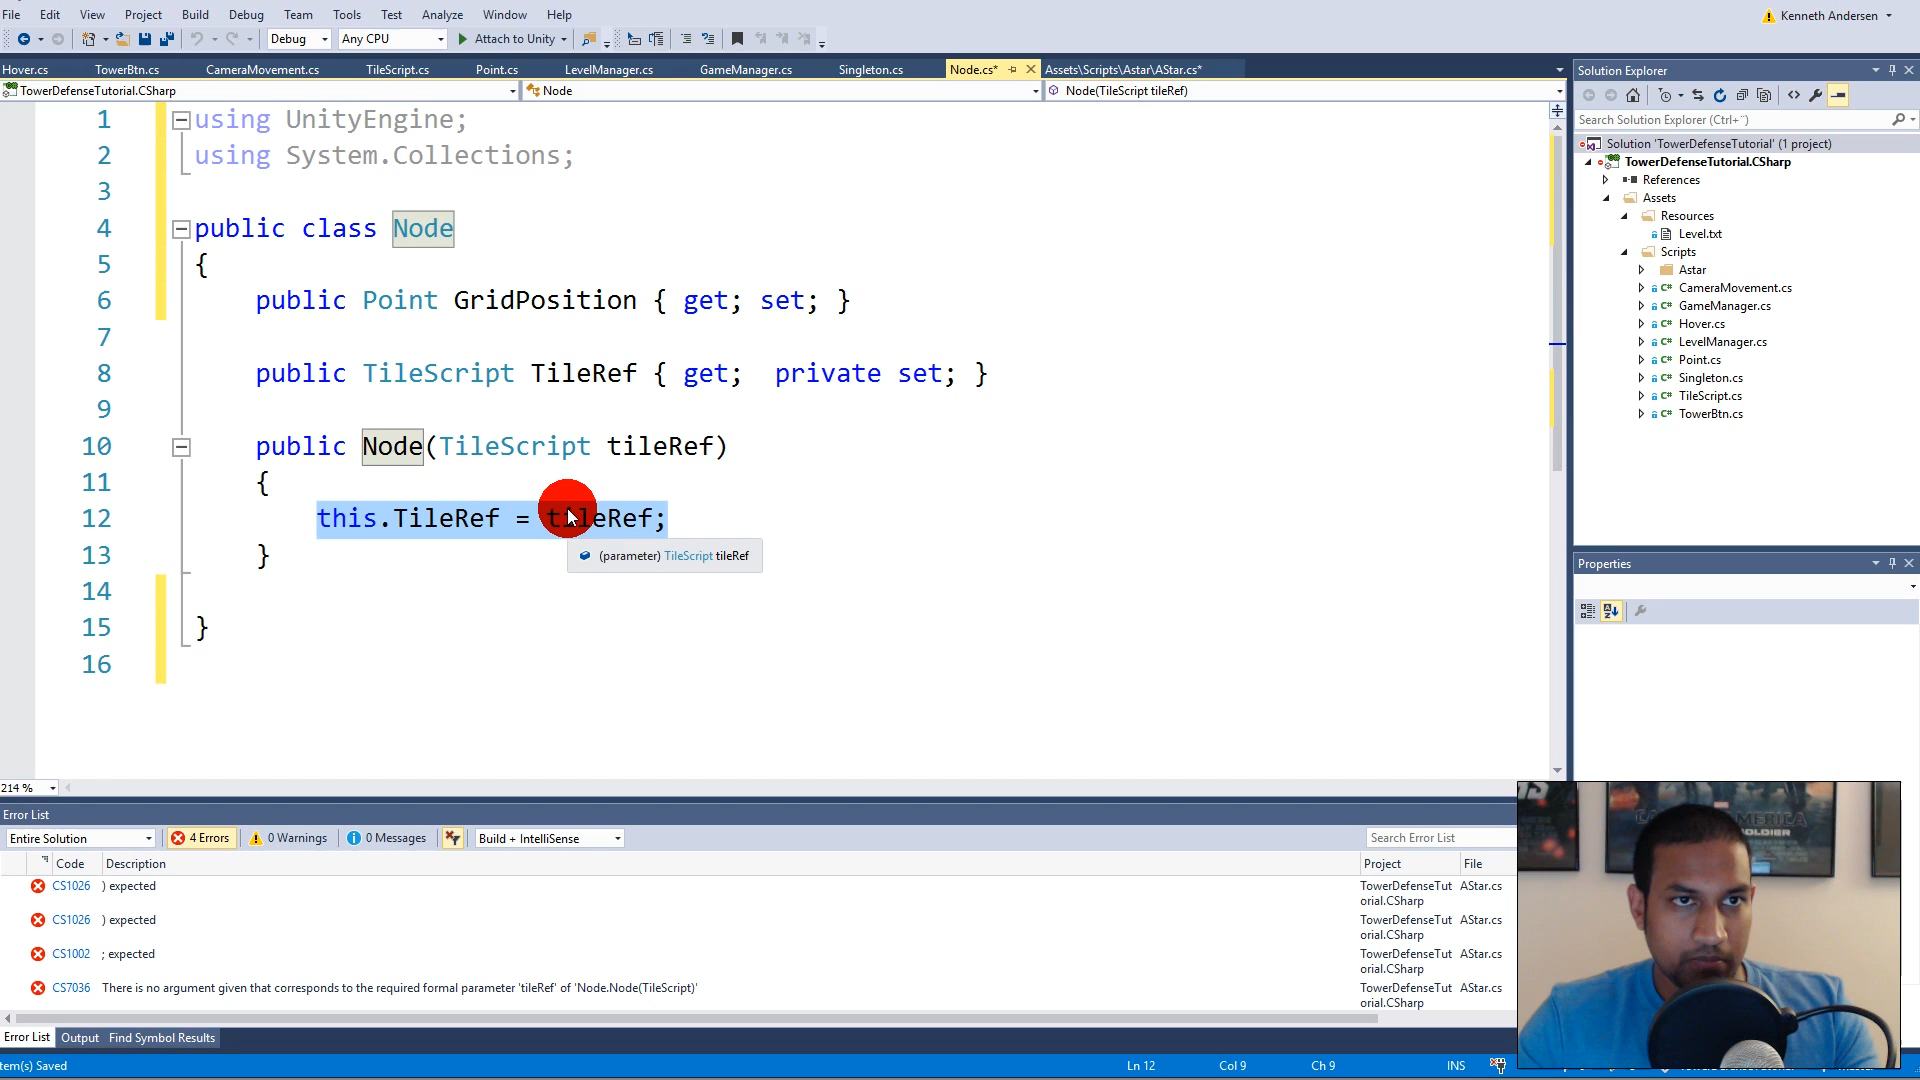 File Edit View Project Build Debug Team Tools Test Analyze Window Help
Kenneth Andersen
Debug Any CPU Attach to Unity
Hover.cs TowerBtn.cs CameraMovement.cs TileScript.cs Point.cs LevelManager.cs GameManager.cs Singleton.cs Node.cs* Assets\Scripts\Astar\AStar.cs*
TowerDefenseTutorial.CSharp Node Node(TileScript tileRef)
1 using UnityEngine;
2 using System.Collections;
3
4 public class Node
5 {
6 public Point GridPosition { get; set; }
7
8 public TileScript TileRef { get; private set; }
9
10 public Node(TileScript tileRef)
11 {
12 this.TileRef = tileRef;
(parameter) TileScript tileRef
13 }
14
15 }
16
214 %
Solution Explorer
Search Solution Explorer (Ctrl+¨)
Solution 'TowerDefenseTutorial' (1 project)
TowerDefenseTutorial.CSharp
References
Assets
Resources
Level.txt
Scripts
Astar
CameraMovement.cs
GameManager.cs
Hover.cs
LevelManager.cs
Point.cs
Singleton.cs
TileScript.cs
TowerBtn.cs
Properties
Error List
Entire Solution 4 Errors 0 Warnings 0 Messages Build + IntelliSense Search Error List
Code Description Project File
CS1026 ) expected TowerDefenseTut AStar.cs
orial.CSharp
CS1026 ) expected TowerDefenseTut AStar.cs
orial.CSharp
CS1002 ; expected TowerDefenseTut AStar.cs
orial.CSharp
CS7036 There is no argument given that corresponds to the required formal parameter 'tileRef' of 'Node.Node(TileScript)' TowerDefenseTut AStar.cs
orial.CSharp
Error List Output Find Symbol Results
tem(s) Saved Ln 12 Col 9 Ch 9 INS